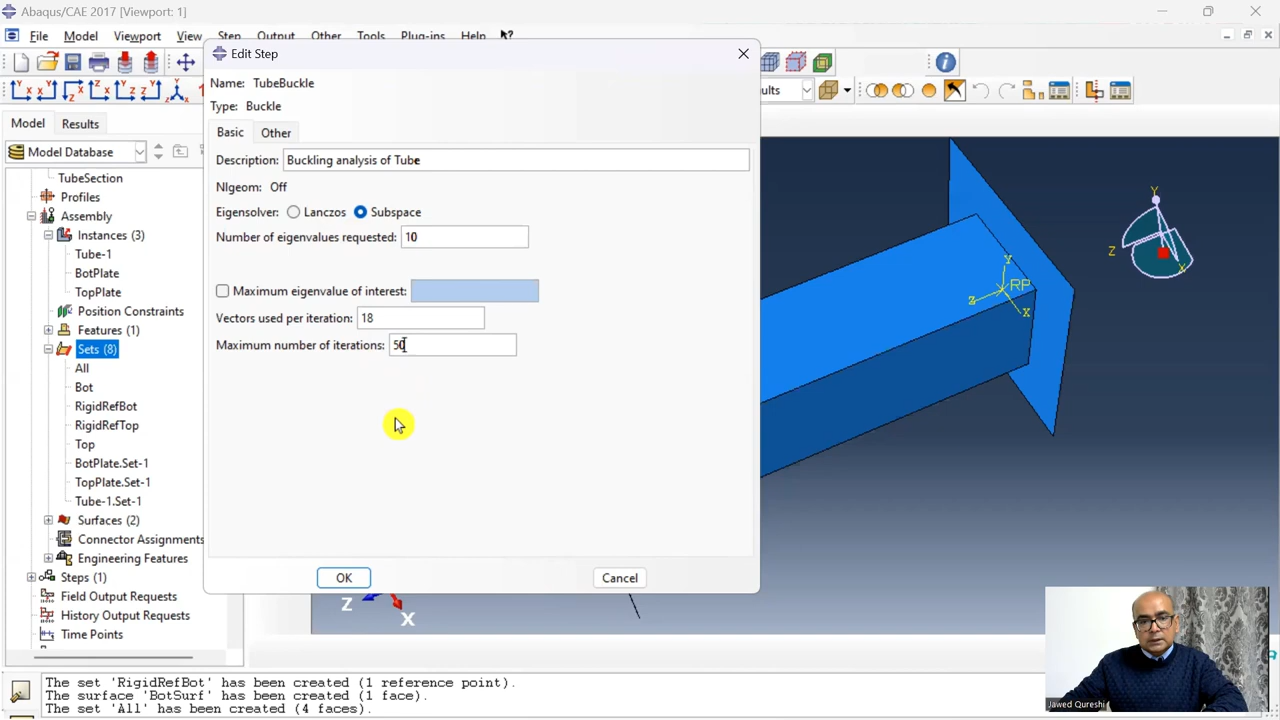 Abaqus/CAE 2017 [Viewport: 1]
File Model Viewport View Step Output Other Tools Plug-ins Help
Edit Step
Name: TubeBuckle
Type: Buckle
Basic Other
Description: Buckling analysis of Tube
Nlgeom: Off
Eigensolver: Lanczos Subspace
Number of eigenvalues requested: 10
Maximum eigenvalue of interest:
Vectors used per iteration: 18
Maximum number of iterations: 50
OK Cancel
Model Results
Model Database
TubeSection
Profiles
Assembly
Instances (3)
Tube-1
BotPlate
TopPlate
Position Constraints
Features (1)
Sets (8)
All
Bot
RigidRefBot
RigidRefTop
Top
BotPlate.Set-1
TopPlate.Set-1
Tube-1.Set-1
Surfaces (2)
Connector Assignments
Engineering Features
Steps (1)
Field Output Requests
History Output Requests
Time Points
Y
Z
X
Y
RP
Z
X
Z
X
The set 'RigidRefBot' has been created (1 reference point).
The surface 'BotSurf' has been created (1 face).
The set 'All' has been created (4 faces).
Jawed Qureshi